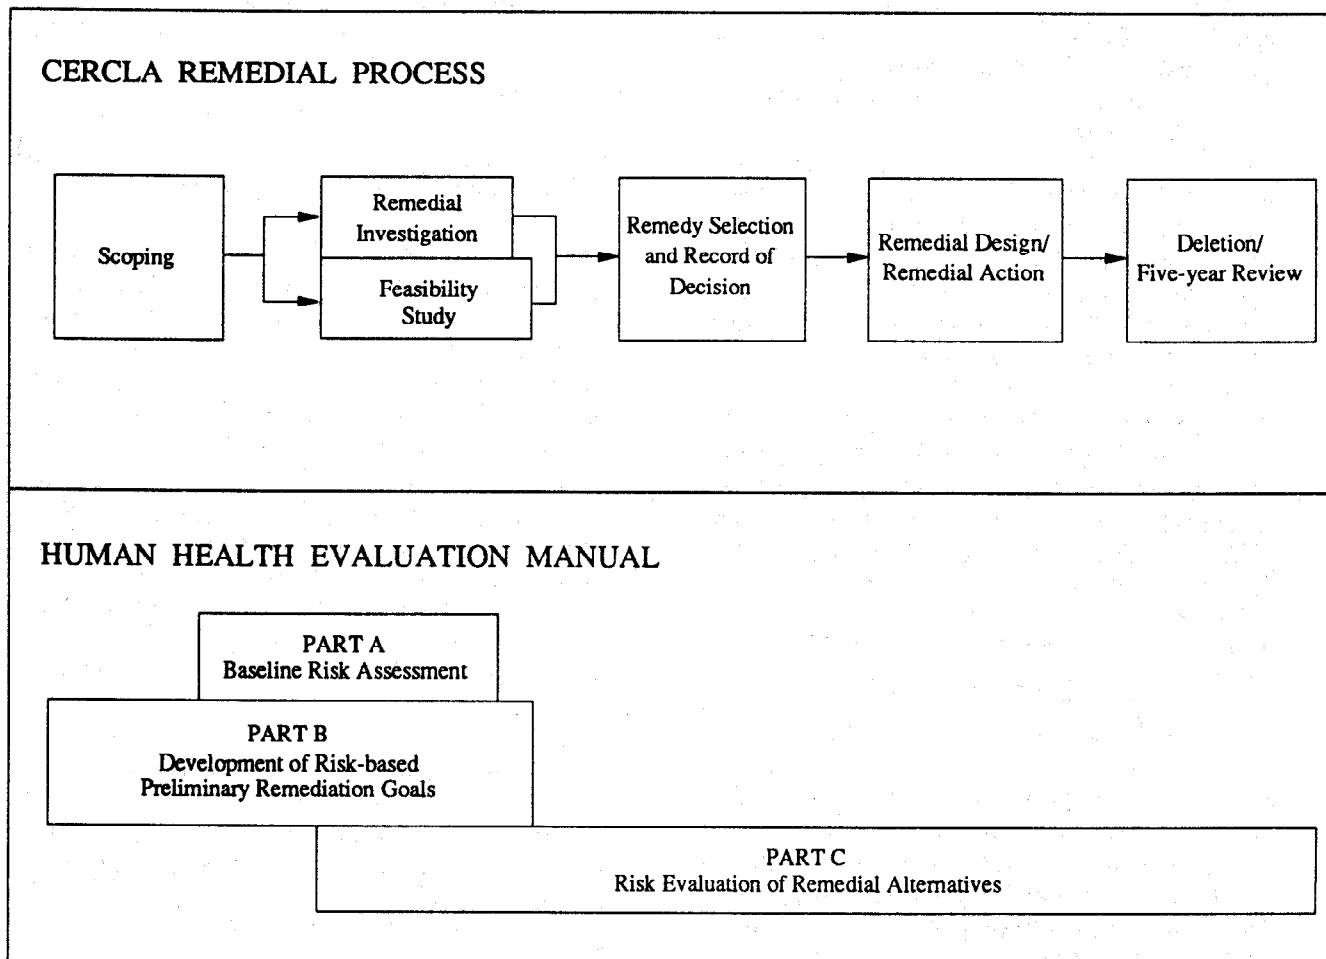 CERCLA REMEDIAL PROCESS
Scoping
Remedial
Investigation
Feasibility
Study
Remedy Selection
and Record of
Decision
Remedial Design/
Remedial Action
Deletion/
Five-year Review
HUMAN HEALTH EVALUATION MANUAL
PART A
Baseline Risk Assessment
PART B
Development of Risk-based
Preliminary Remediation Goals
PART C
Risk Evaluation of Remedial Alternatives